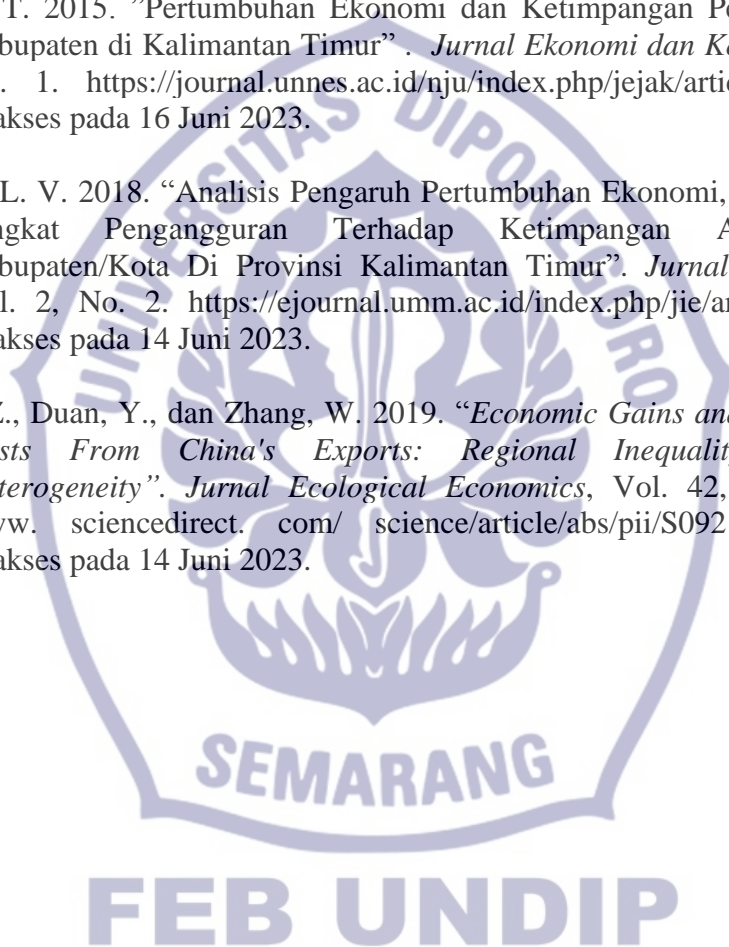 T. 2015. ”Pertumbuhan Ekonomi dan Ketimpangan
bupaten di Kalimantan Timur” . Jurnal Ekonomi dan
. 1. https://journal.unnes.ac.id/nju/index.php/jejak/artic
akses pada 16 Juni 2023.
L. V. 2018. “Analisis Pengaruh Pertumbuhan Ekonomi,
ngkat Pengangguran Terhadap Ketimpangan A
bupaten/Kota Di Provinsi Kalimantan Timur”. Jurnal
l. 2, No. 2. https://ejournal.umm.ac.id/index.php/jie/ar
akses pada 14 Juni 2023.
Z., Duan, Y., dan Zhang, W. 2019. “Economic Gains and
sts From China's Exports: Regional Inequalit
terogeneity”. Jurnal Ecological Economics, Vol. 42,
vw. sciencedirect. com/ science/article/abs/pii/S092
akses pada 14 Juni 2023.
UNIVERSITAS DIPONEGORO
SEMARANG
FEB UNDIP